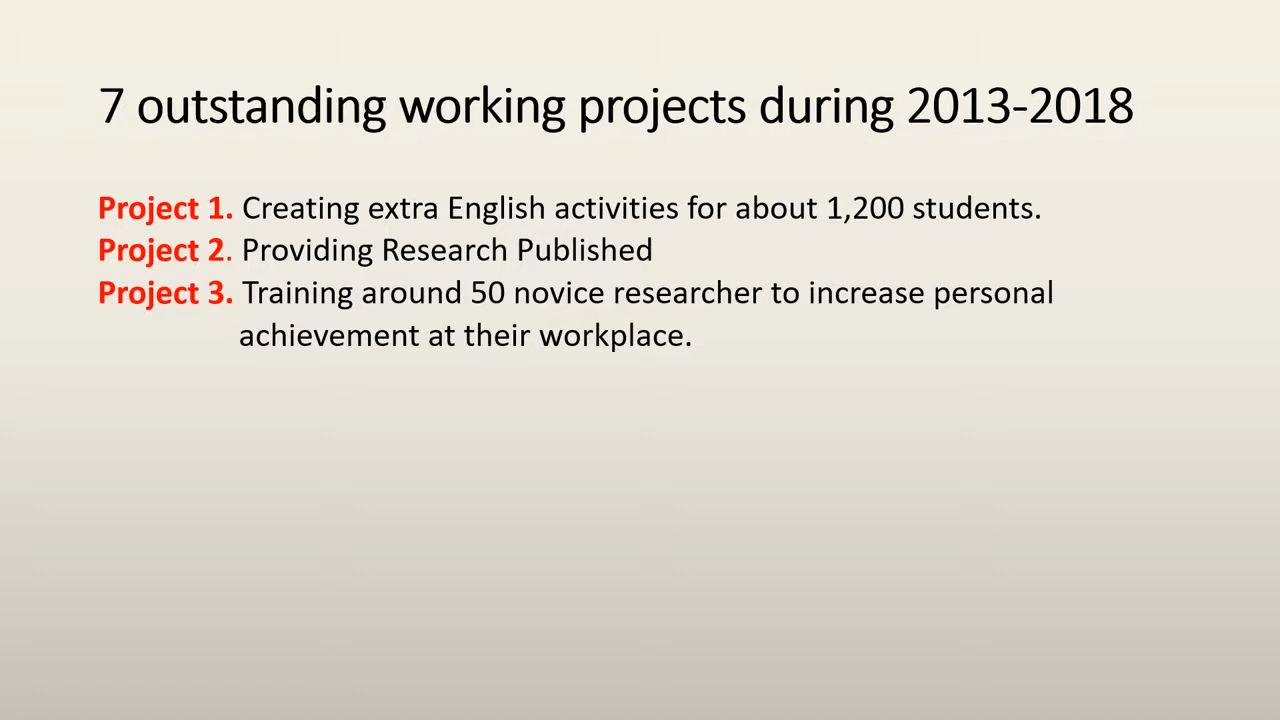 7 outstanding working projects during 2013-2018
Project 1. Creating extra English activities for about 1,200 students.
Project 2. Providing Research Published
Project 3. Training around 50 novice researcher to increase personal
achievement at their workplace.